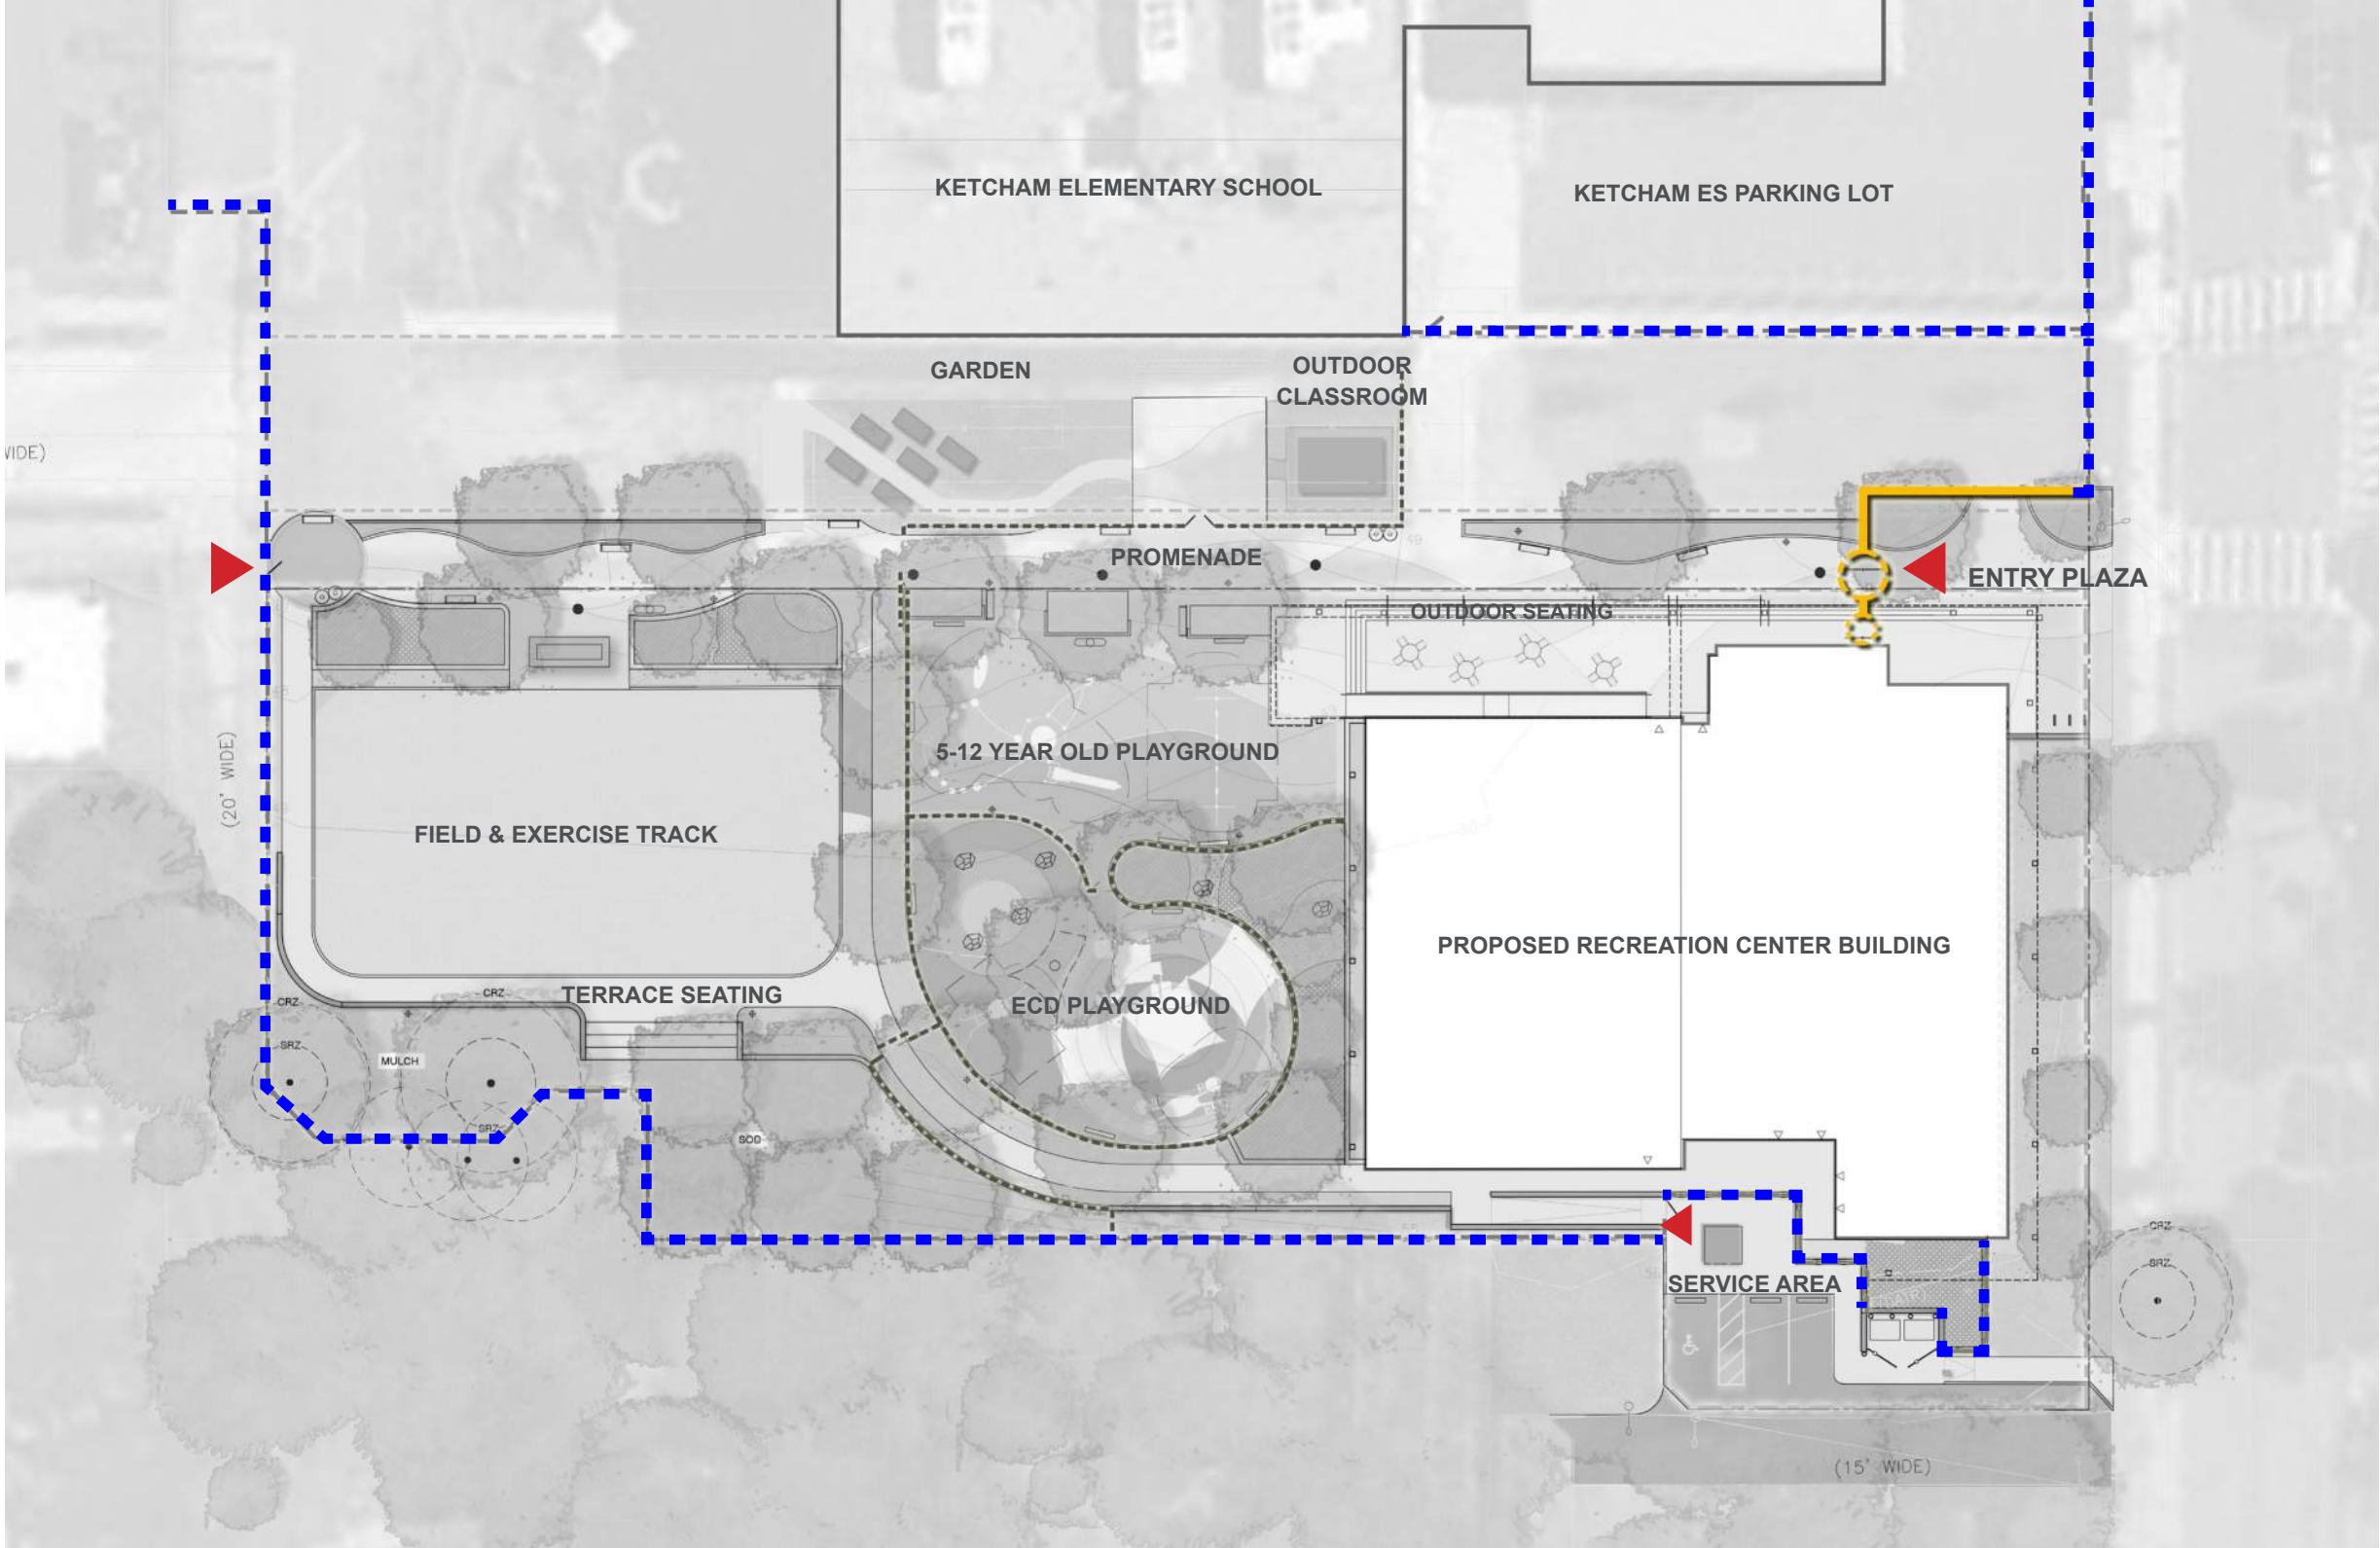 KETCHAM ELEMENTARY SCHOOL
KETCHAM ES PARKING LOT
GARDEN
OUTDOOR
CLASSROOM
WIDE)
49
PROMENADE
ENTRY PLAZA
OUTDOOR SEATING
(20' WIDE)
5-12 YEAR OLD PLAYGROUND
FIELD & EXERCISE TRACK
PROPOSED RECREATION CENTER BUILDING
CRZ
CRZ
TERRACE SEATING
ECD PLAYGROUND
SRZ
MULCH
SRZ
SOD
CRZ
SRZ
SERVICE AREA
(15' WIDE)